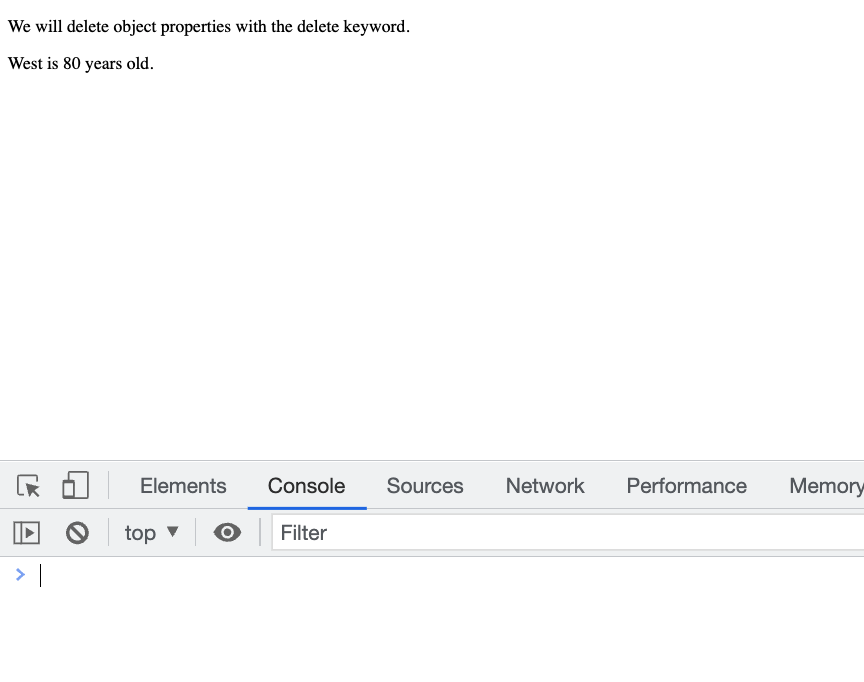 We will delete object properties with the delete keyword.
West is 80 years old.
Elements Console Sources Network Performance Memory
top ▼ Filter
>